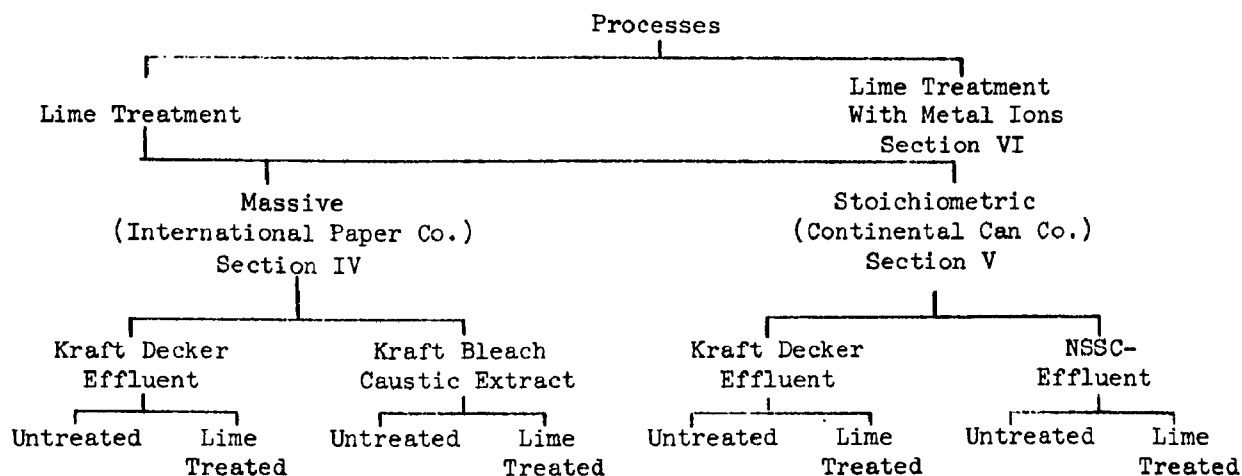 Processes
Lime Treatment
Lime Treatment
With Metal Ions
Section VI
Massive
(International Paper Co.)
Section IV
Stoichiometric
(Continental Can Co.)
Section V
Kraft Decker
Effluent
Kraft Bleach
Caustic Extract
Kraft Decker
Effluent
NSSC-
Effluent
Untreated
Lime
Treated
Untreated
Lime
Treated
Untreated
Lime
Treated
Untreated
Lime
Treated